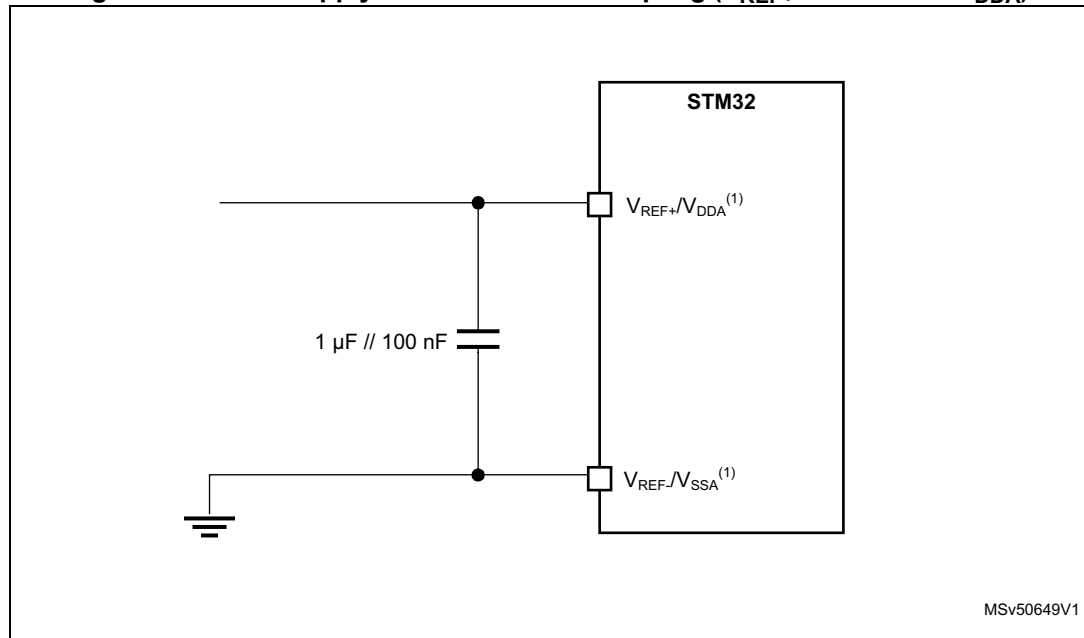 STM32
VREF+/VDDA(1)
1 µF // 100 nF
VREF-/VSSA(1)
MSv50649V1